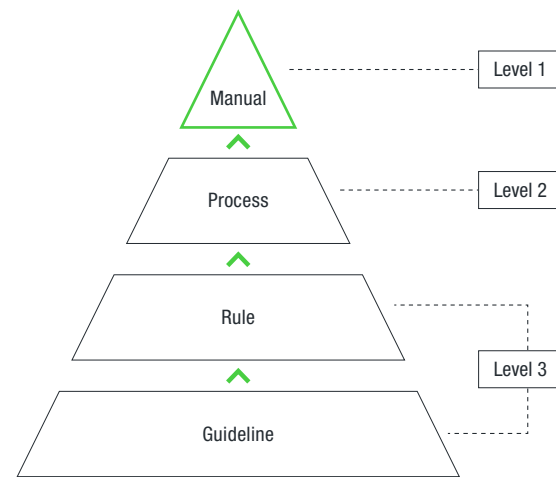 Manual
Level 1
Process
Level 2
Rule
Level 3
Guideline